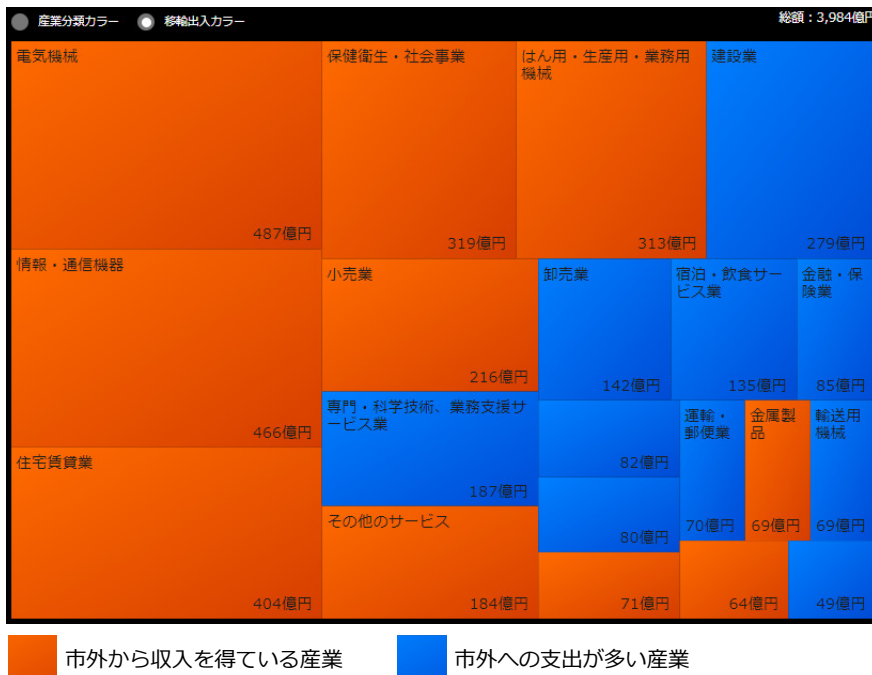 産業分類カラー
移輸出入カラー
総額：3,984億円
電気機械
487億円
情報・通信機器
466億円
住宅賃貸業
404億円
保健衛生・社会事業
319億円
はん用・生産用・業務用
機械
313億円
建設業
279億円
小売業
216億円
専門・科学技術、業務支援サ
ービス業
187億円
その他のサービス
184億円
卸売業
142億円
宿泊・飲食サー
ビス業
135億円
金融・保
険業
85億円
82億円
80億円
71億円
運輸・
郵便業
70億円
金属製
品
69億円
輸送用
機械
69億円
64億円
49億円
市外から収入を得ている産業
市外への支出が多い産業